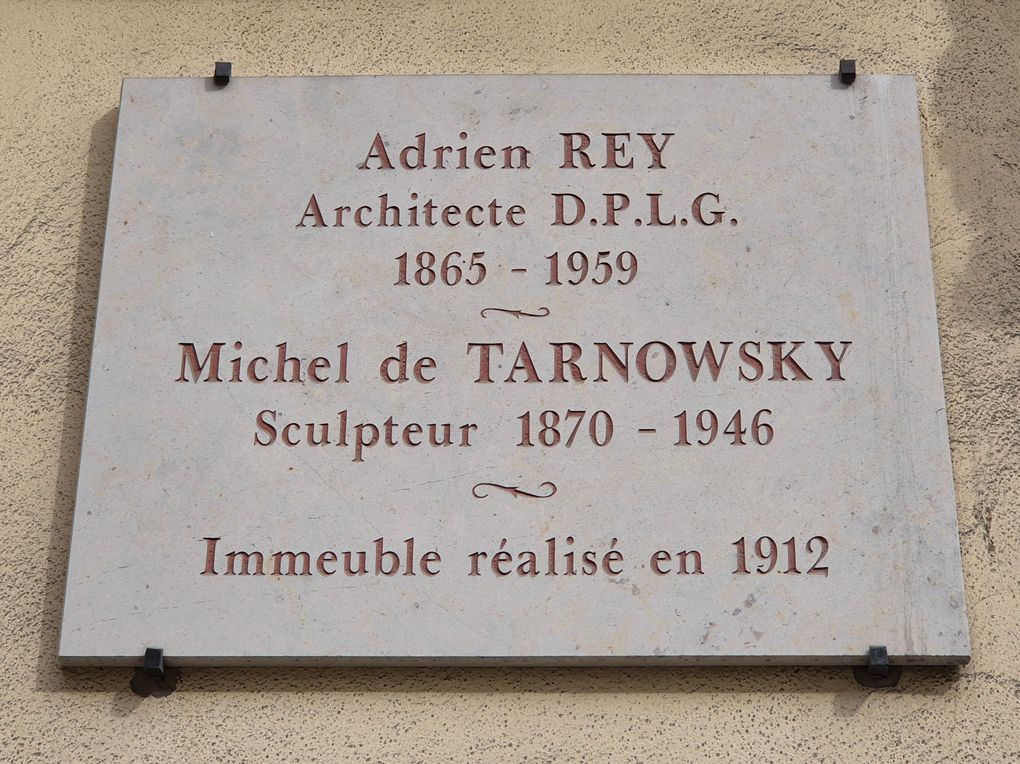 Adrien REY
Architecte D.P.L.G.
1865 - 1959
Michel de TARNOWSKY
Sculpteur 1870 - 1946
Immeuble réalisé en 1912